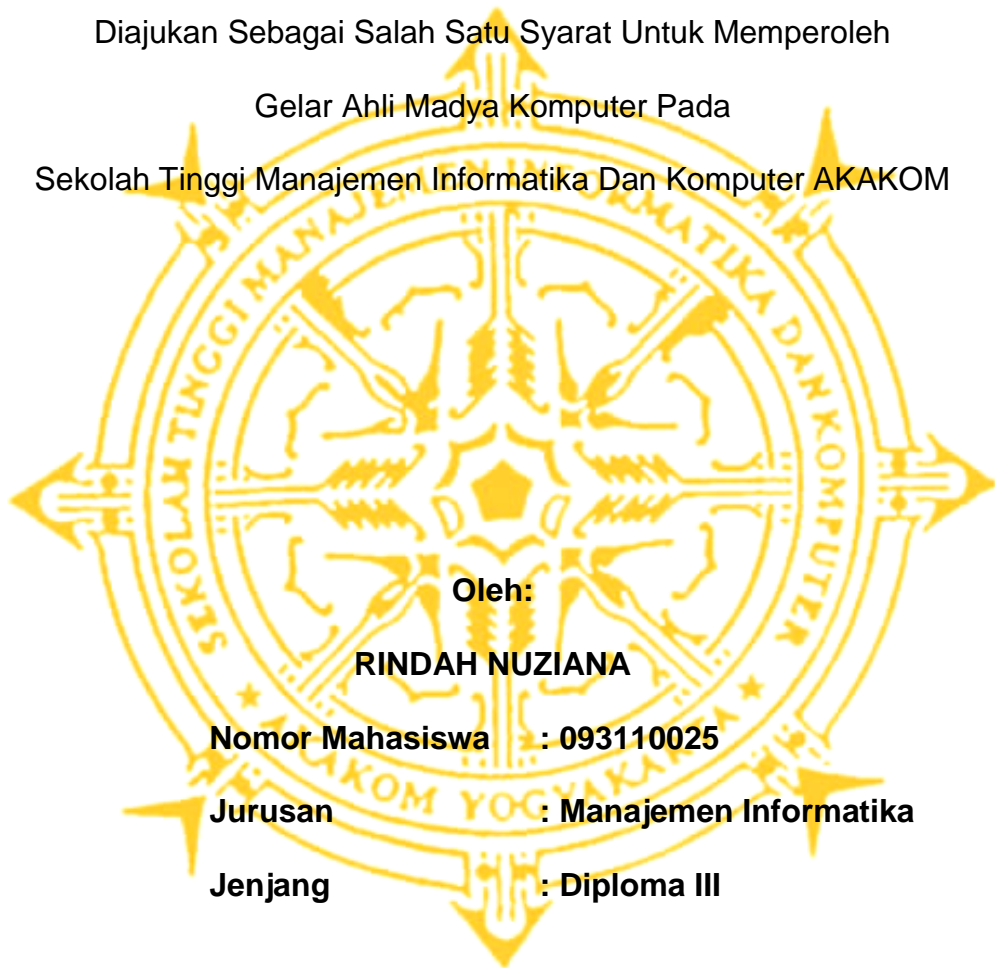 Diajukan Sebagai Salah Satu Syarat Untuk Memperoleh
Gelar Ahli Madya Komputer Pada
Sekolah Tinggi Manajemen Informatika Dan Komputer AKAKOM
SEKOLAH TINGGI MANAJEMEN INFORMATIKA DAN KOMPUTER
Oleh:
RINDAH NUZIANA
Nomor Mahasiswa : 093110025
Jurusan : Manajemen Informatika
Jenjang : Diploma III
AKAKOM YOGYAKARTA